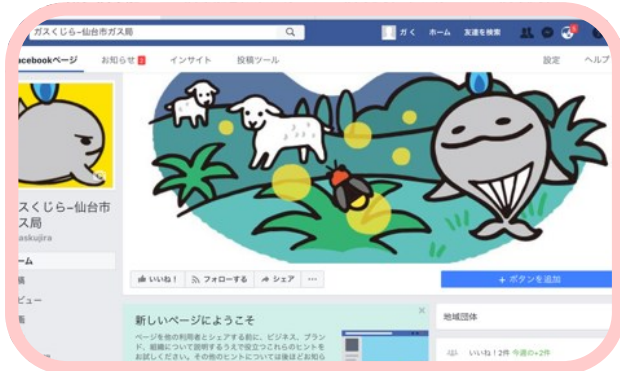 ガスくじら–仙台市ガス局
がく ホーム 友達を検索
acebookページ お知らせ インサイト 投稿ツール 設定 ヘルプ
スくじら–仙台市
ス局
askujira
いいね! フォローする シェア ...
+ ボタンを追加
新しいページにようこそ
ページを他の利用者とシェアする前に、ビジネス、ブラン
ド、組織について説明するうえで役立つこれらのヒントを
お試しください。その他のヒントについては後ほどお知ら
地域団体
いいね!2件 今週の+2件